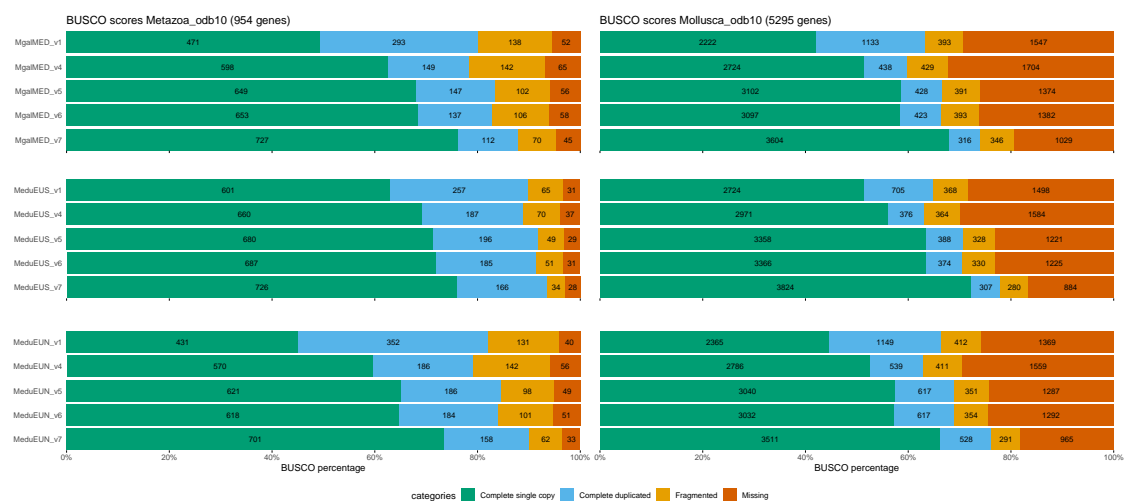 BUSCO scores Metazoa_odb10 (954 genes)
MgalMED_v1 471 293 138 52
MgalMED_v4 598 149 142 65
MgalMED_v5 649 147 102 56
MgalMED_v6 653 137 106 58
MgalMED_v7 727 112 70 45
MeduEUS_v1 601 257 65 31
MeduEUS_v4 660 187 70 37
MeduEUS_v5 680 196 49 29
MeduEUS_v6 687 185 51 31
MeduEUS_v7 726 166 34 28
MeduEUN_v1 431 352 131 40
MeduEUN_v4 570 186 142 56
MeduEUN_v5 621 186 98 49
MeduEUN_v6 618 184 101 51
MeduEUN_v7 701 158 62 33
0% 20% 40% 60% 80% 100%
BUSCO percentage
BUSCO scores Mollusca_odb10 (5295 genes)
2222 1133 393 1547
2724 438 429 1704
3102 428 391 1374
3097 423 393 1382
3604 316 346 1029
2724 705 368 1498
2971 376 364 1584
3358 388 328 1221
3366 374 330 1225
3824 307 280 884
2365 1149 412 1369
2786 539 411 1559
3040 617 351 1287
3032 617 354 1292
3511 528 291 965
0% 20% 40% 60% 80% 100%
BUSCO percentage
categories Complete single copy Complete duplicated Fragmented Missing